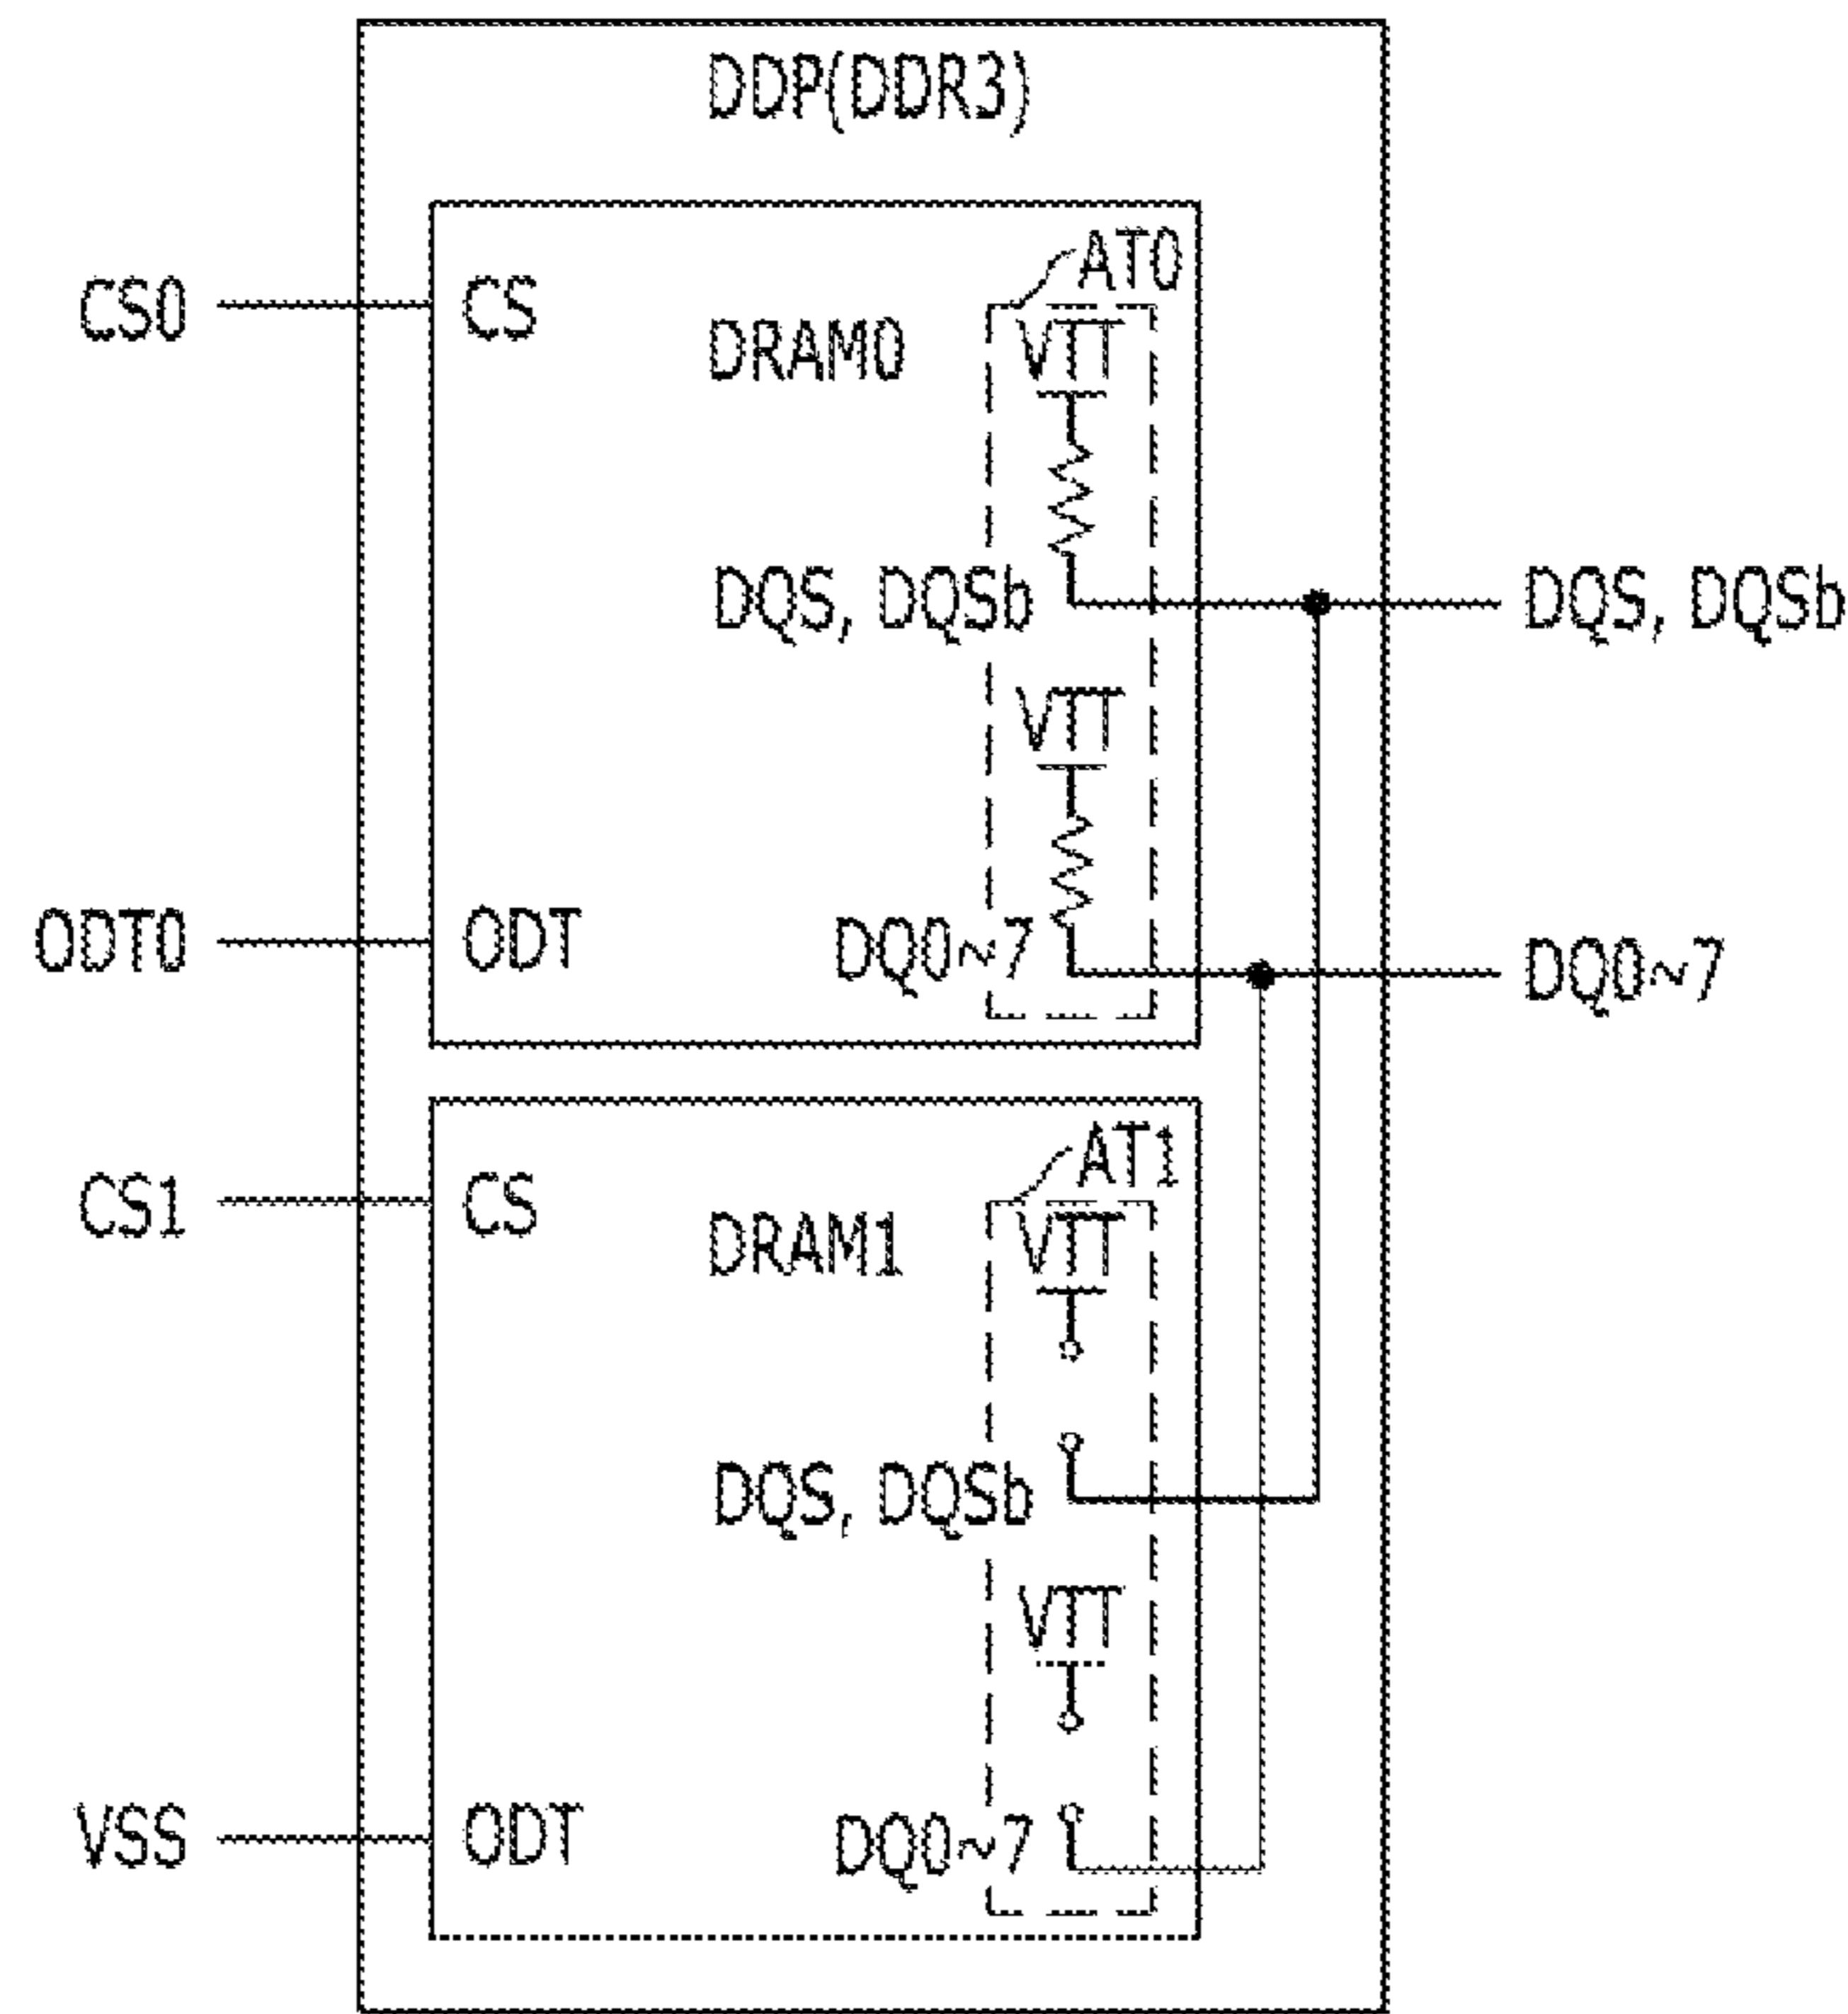 DDP(DDR3)
AT0
CS0
CS
DRAM0
VTT
DQS, DQSb
DQS, DQSb
VTT
ODT0
ODT
DQ0~7
DQ0~7
AT1
CS1
CS
DRAM1
VTT
DQS, DQSb
VTT
VSS
ODT
DQ0~7